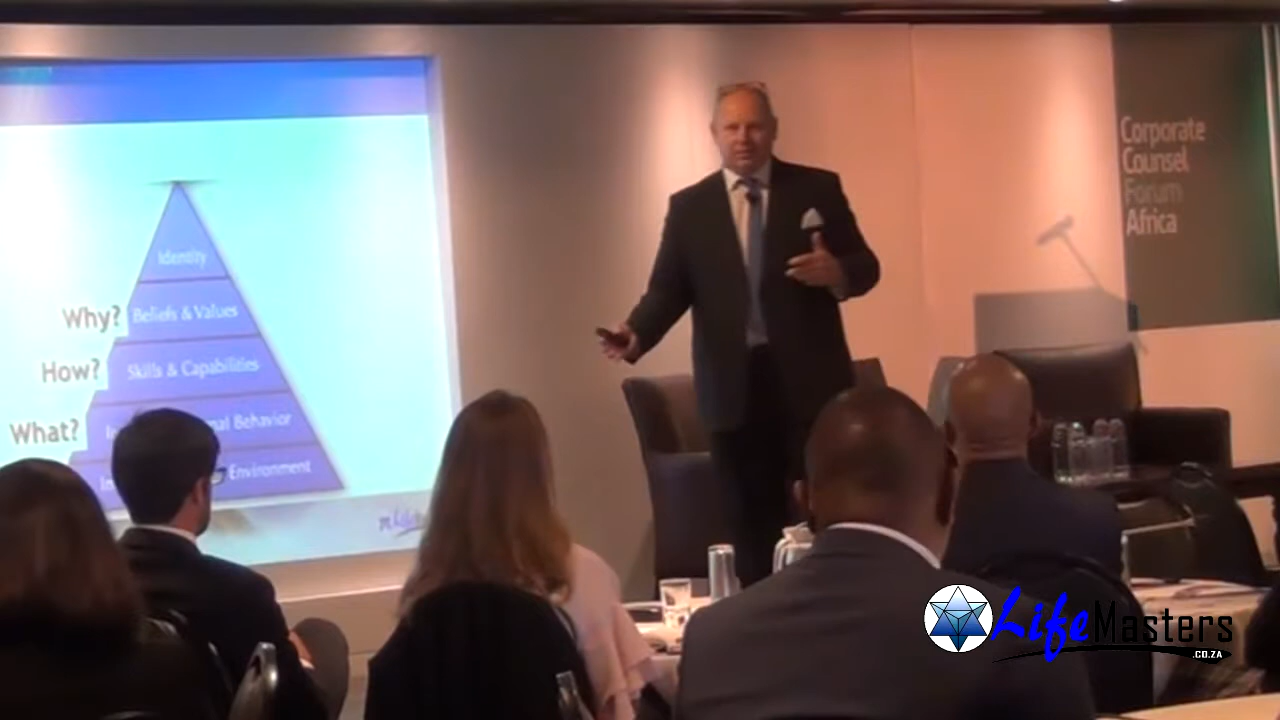 Identity
Why?
Beliefs & Values
How?
Skills & Capabilities
What?
Behavior
Environment
Corporate
Counsel
Forum
Africa
LifeMasters
.CO.ZA